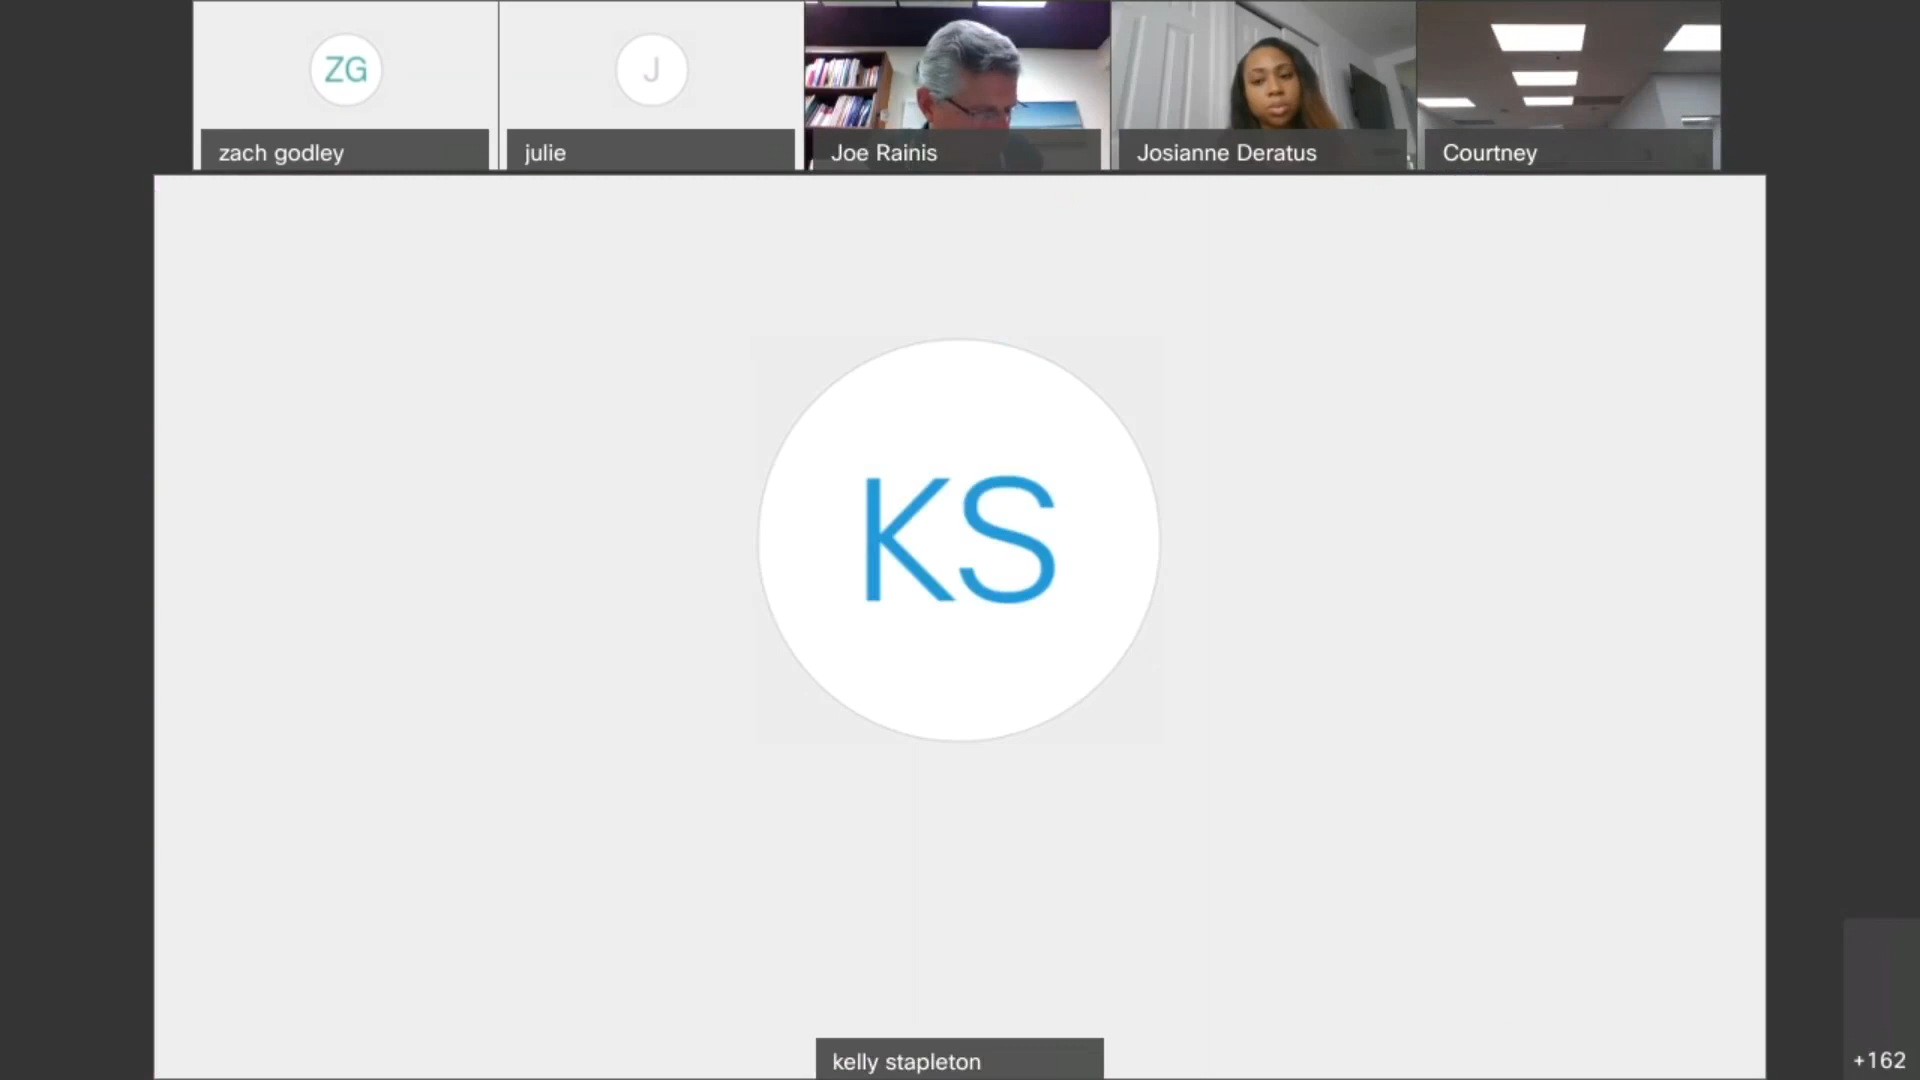 ZG
J
zach godley
julie
Joe Rainis
Josianne Deratus
Courtney
KS
kelly stapleton
+162